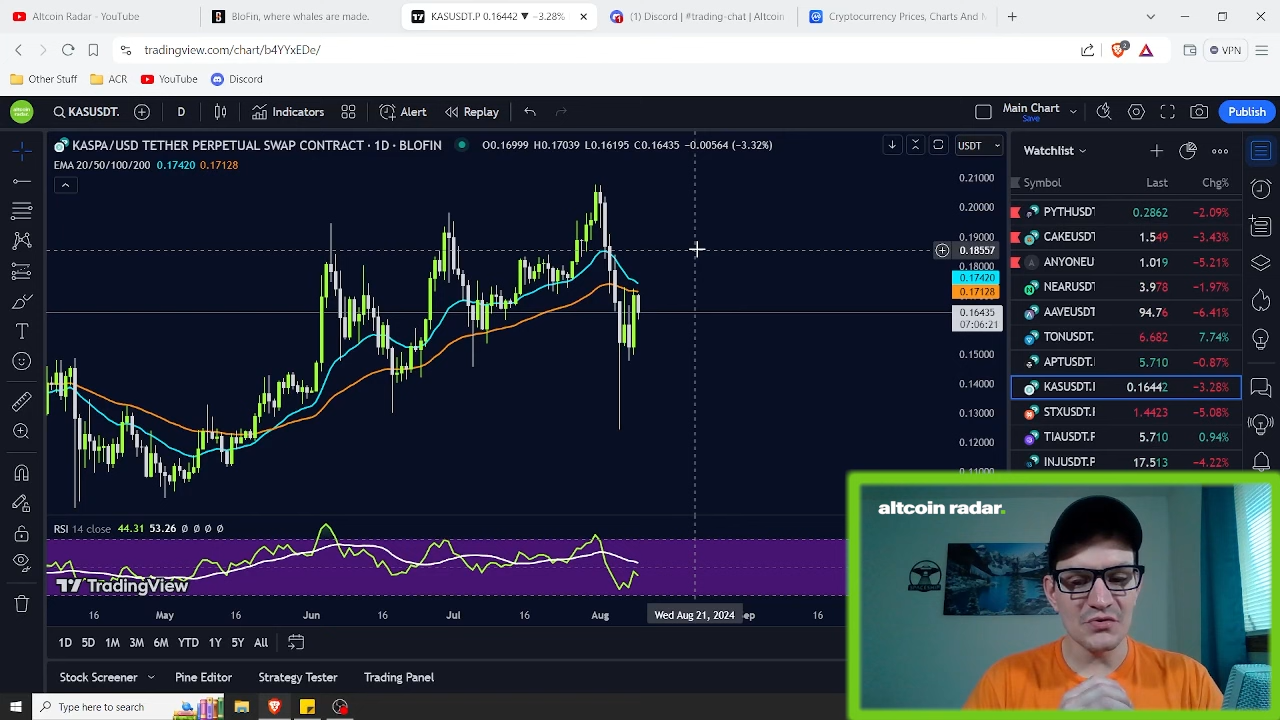 Altcoin Radar - YouTube
BloFin, where whales are made.
KASUSDT.P 0.16442 ▼ −3.28%
(1) Discord | #trading-chat | Altcoin
Cryptocurrency Prices, Charts And
tradingview.com/chart/b4YYxEDe/
2
VPN
Other Stuff
ACR
YouTube
Discord
altcoin radar.
KASUSDT.
D
Indicators
Alert
Replay
Main Chart
Save
Publish
KASPA/USD TETHER PERPETUAL SWAP CONTRACT · 1D · BLOFIN
O0.16999 H0.17039 L0.16195 C0.16435 −0.00564 (−3.32%)
USDT
EMA 20/50/100/200 0.17420 0.17128
0.21000
0.20000
0.19000
0.18557
0.18000
0.17420
0.17128
0.16435
07:06:21
0.15000
0.14000
0.13000
0.12000
0.11000
Watchlist
Symbol Last Chg%
PYTHUSDT 0.2862 −2.09%
CAKEUSDT 1.549 −3.43%
ANYONEU 1.019 −5.21%
NEARUSDT 3.978 −1.97%
AAVEUSDT 94.76 −6.41%
TONUSDT. 6.682 7.74%
APTUSDT.I 5.710 −0.87%
KASUSDT.I 0.16442 −3.28%
STXUSDT.I 1.4423 −5.08%
TIAUSDT.F 5.710 0.94%
INJUSDT.P 17.513 −4.22%
RSI 14 close 44.31 53.26 Ø Ø Ø Ø
TradingView
16 May 16 Jun 16 Jul 16 Aug Wed Aug 21, 2024 ep 16
1D 5D 1M 3M 6M YTD 1Y 5Y All
Stock Screener
Pine Editor
Strategy Tester
Trading Panel
altcoin radar.
SPACESHIP
Type here to search